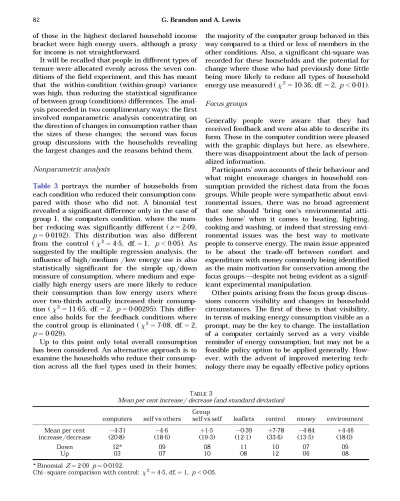 82
G. Brandon and A. Lewis
of those in the highest declared household income
bracket were high energy users, although a proxy
for income is not straightforward.
It will be recalled that people in different types of
tenure were allocated evenly across the seven con-
ditions of the field experiment, and this has meant
that the within-condition (within-group) variance
was high, thus reducing the statistical significance
of between group (conditions) differences. The anal-
ysis proceeded in two complimentary ways: the first
involved nonparametric analysis concentrating on
the direction of changes in consumption rather than
the sizes of these changes; the second was focus
group discussions with the households revealing
the largest changes and the reasons behind them.
Nonparametric analysis
Table 3 portrays the number of households from
each condition who reduced their consumption com-
pared with those who did not. A binomial test
revealed a significant difference only in the case of
group 1, the computers condition, where the num-
ber reducing was significantly different (z=2·09,
p=0·0192). This distribution was also different
from the control (χ²=4·5, df.=1, p<0·05). As
suggested by the multiple regression analysis, the
influence of high/medium/low energy use is also
statistically significant for the simple up/down
measure of consumption, where medium and espe-
cially high energy users are more likely to reduce
their consumption than low energy users where
over two-thirds actually increased their consump-
tion (χ²=11·65, df.=2, p=0·00295). This differ-
ence also holds for the feedback conditions where
the control group is eliminated (χ²=7·08, df.=2,
p=0·029).
Up to this point only total overall consumption
has been considered. An alternative approach is to
examine the households who reduce their consump-
tion across all the fuel types used in their homes;
the majority of the computer group behaved in this
way compared to a third or less of members in the
other conditions. Also, a significant chi-square was
recorded for these households and the potential for
change where those who had previously done little
being more likely to reduce all types of household
energy use measured (χ²=10·36, df.=2, p<0·01).
Focus groups
Generally people were aware that they had
received feedback and were also able to describe its
form. Those in the computer condition were pleased
with the graphic displays but here, as elsewhere,
there was disappointment about the lack of person-
alized information.
Participants' own accounts of their behaviour and
what might encourage changes in household con-
sumption provided the richest data from the focus
groups. While people were sympathetic about envi-
ronmental issues, there was no broad agreement
that one should 'bring one's environmental atti-
tudes home' when it comes to heating, lighting,
cooking and washing, or indeed that stressing envi-
ronmental issues was the best way to motivate
people to conserve energy. The main issue appeared
to be about the trade-off between comfort and
expenditure with money commonly being identified
as the main motivation for conservation among the
focus groups—despite not being evident as a signif-
icant experimental manipulation.
Other points arising from the focus group discus-
sions concern visibility and changes in household
circumstances. The first of these is that visibility,
in terms of making energy consumption visible as a
prompt, may be the key to change. The installation
of a computer certainly served as a very visible
reminder of energy consumption, but may not be a
feasible policy option to be applied generally. How-
ever, with the advent of improved metering tech-
nology there may be equally effective policy options
TABLE 3
Mean per cent increase/decrease (and standard deviation)
Group
computers self vs others self vs self leaflets control money environment
Mean per cent −4·31 −4·6 +1·5 −0·39 +7·78 −4·84 +4·46
increase/decrease (20·8) (18·6) (19·3) (12·1) (33·6) (13·5) (18·0)
Down 12* 09 08 11 10 07 09
Up 03 07 10 08 12 06 08
* Binomial Z=2·09 p=0·0192.
Chi-square comparison with control: χ²=4·5, df.=1, p<0·05.